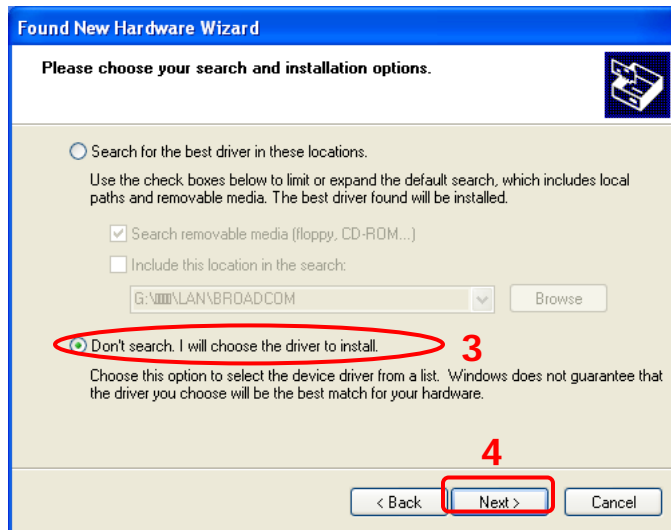 Found New Hardware Wizard
Please choose your search and installation options.
Search for the best driver in these locations.
Use the check boxes below to limit or expand the default search, which includes local
paths and removable media. The best driver found will be installed.
Search removable media (floppy, CD-ROM...)
Include this location in the search:
G:\\LAN\BROADCOM
Browse
Don't search. I will choose the driver to install.
3
Choose this option to select the device driver from a list. Windows does not guarantee that
the driver you choose will be the best match for your hardware.
4
< Back
Next >
Cancel